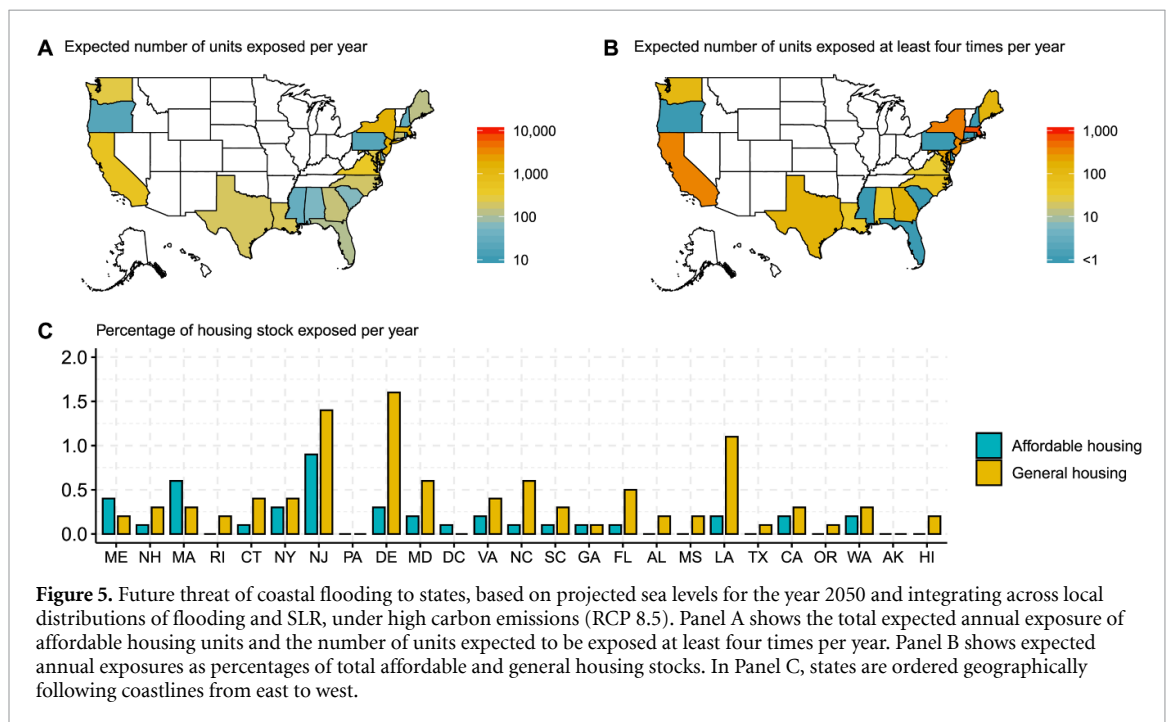 A Expected number of units exposed per year
B Expected number of units exposed at least four times per year
10,000
1,000
100
10
1,000
100
10
<1
C Percentage of housing stock exposed per year
2.0
1.5
1.0
0.5
0.0
ME NH MA RI CT NY NJ PA DE MD DC VA NC SC GA FL AL MS LA TX CA OR WA AK HI
Affordable housing
General housing
Figure 5. Future threat of coastal flooding to states, based on projected sea levels for the year 2050 and integrating across local
distributions of flooding and SLR, under high carbon emissions (RCP 8.5). Panel A shows the total expected annual exposure of
affordable housing units and the number of units expected to be exposed at least four times per year. Panel B shows expected
annual exposures as percentages of total affordable and general housing stocks. In Panel C, states are ordered geographically
following coastlines from east to west.